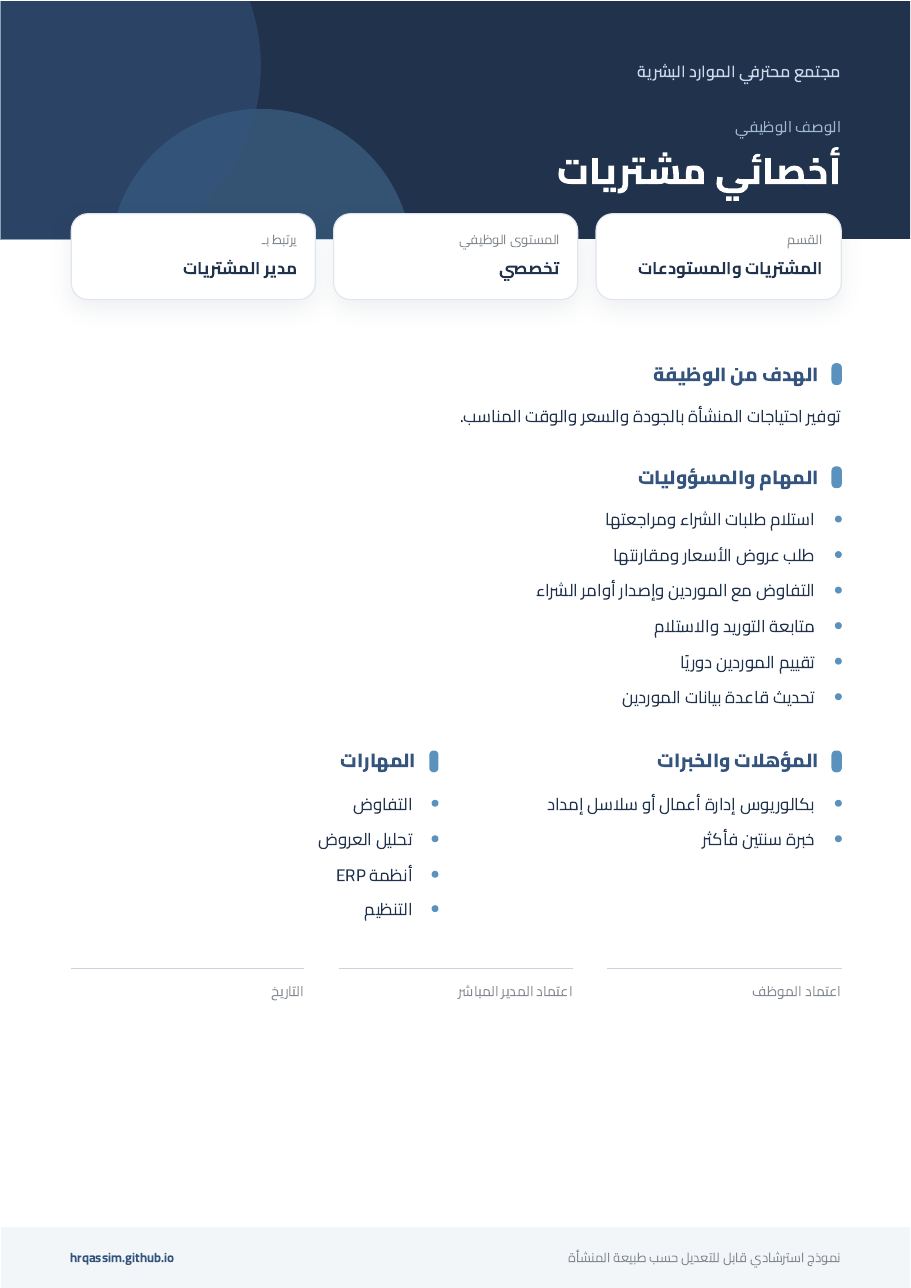 مجتمع محترفي الموارد البشرية
الوصف الوظيفي
أخصائي مشتريات
القسم
المشتريات والمستودعات
المستوى الوظيفي
تخصصي
يرتبط بـ
مدير المشتريات
الهدف من الوظيفة
توفير احتياجات المنشأة بالجودة والسعر والوقت المناسب.
المهام والمسؤوليات
استلام طلبات الشراء ومراجعتها
طلب عروض الأسعار ومقارنتها
التفاوض مع الموردين وإصدار أوامر الشراء
متابعة التوريد والاستلام
تقييم الموردين دوريًا
تحديث قاعدة بيانات الموردين
المؤهلات والخبرات
بكالوريوس إدارة أعمال أو سلاسل إمداد
خبرة سنتين فأكثر
المهارات
التفاوض
تحليل العروض
أنظمة ERP
التنظيم
اعتماد الموظف
اعتماد المدير المباشر
التاريخ
نموذج استرشادي قابل للتعديل حسب طبيعة المنشأة
hrqassim.github.io